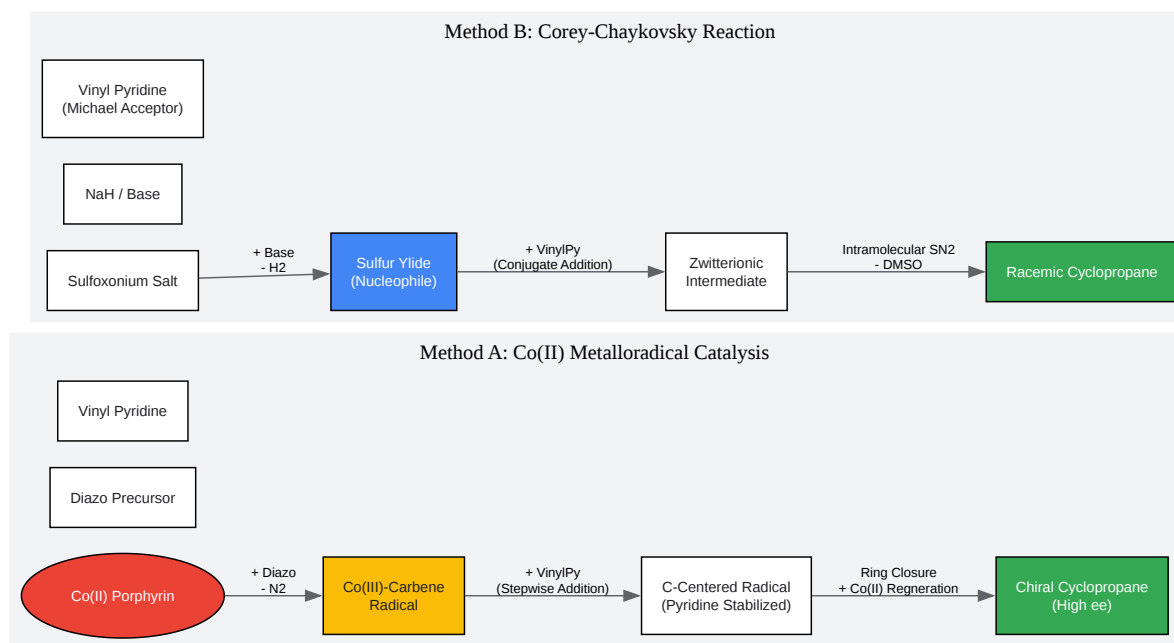 Method B: Corey-Chaykovsky Reaction
Vinyl Pyridine
(Michael Acceptor)
NaH / Base
Sulfoxonium Salt
+ Base
- H2
Sulfur Ylide
(Nucleophile)
+ VinylPy
(Conjugate Addition)
Zwitterionic
Intermediate
Intramolecular SN2
- DMSO
Racemic Cyclopropane
Method A: Co(II) Metalloradical Catalysis
Vinyl Pyridine
Diazo Precursor
Co(II) Porphyrin
+ Diazo
- N2
Co(III)-Carbene
Radical
+ VinylPy
(Stepwise Addition)
C-Centered Radical
(Pyridine Stabilized)
Ring Closure
+ Co(II) Regneration
Chiral Cyclopropane
(High ee)